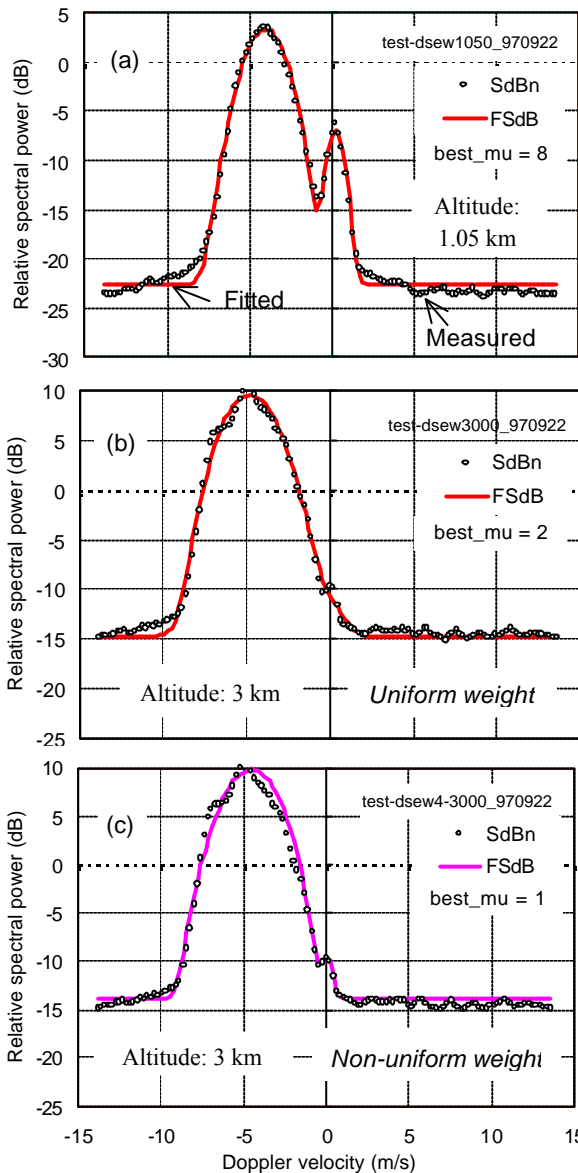 5
(a)
test-dsew1050_970922
0
SdBn
-5
FSdB
best_mu = 8
-10
Altitude:
1.05 km
-15
-20
Fitted
Measured
-25
-30
Relative spectral power (dB)
10
(b)
test-dsew3000_970922
5
SdBn
FSdB
0
best_mu = 2
-5
-10
-15
-20
Altitude: 3 km
Uniform weight
-25
Relative spectral power (dB)
10
(c)
test-dsew4-3000_970922
5
SdBn
FSdB
0
best_mu = 1
-5
-10
-15
-20
Altitude: 3 km
Non-uniform weight
-25
Relative spectral power (dB)
-15 -10 -5 0 5 10 15
Doppler velocity (m/s)